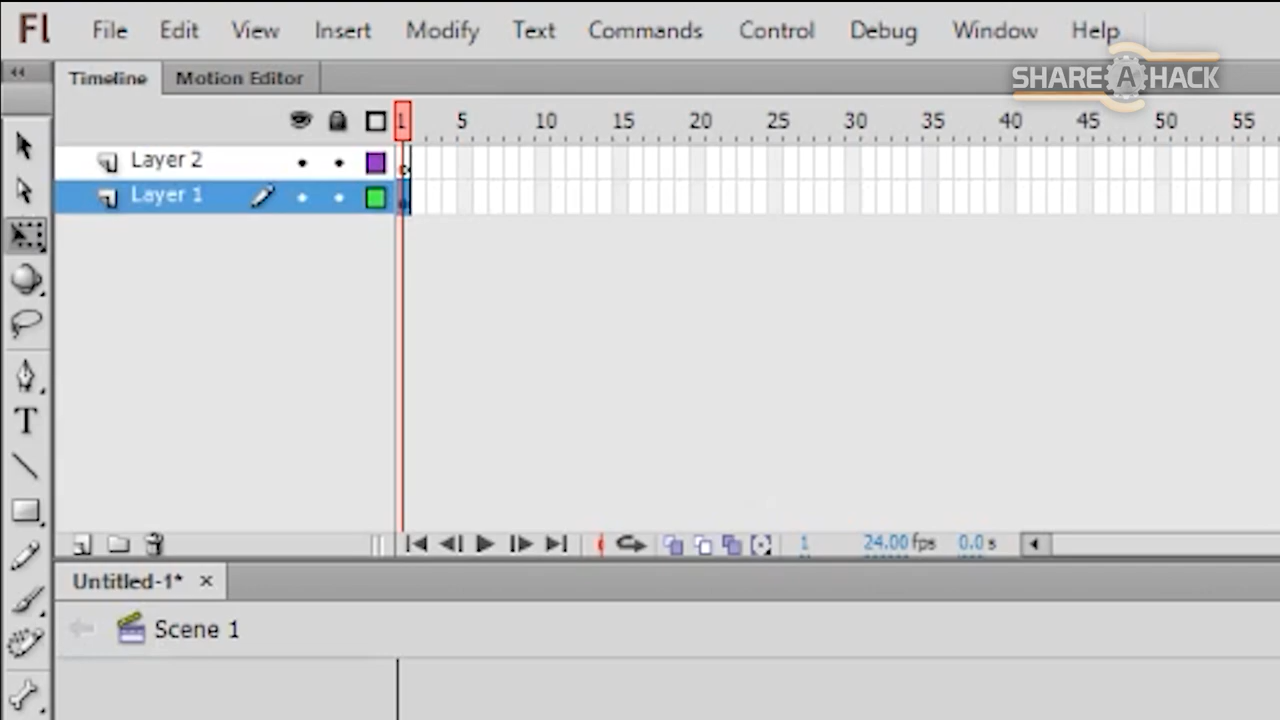 Fl File Edit View Insert Modify Text Commands Control Debug Window Help
SHARE A HACK
Timeline Motion Editor
1 5 10 15 20 25 30 35 40 45 50 55
Layer 2
Layer 1
T
1 24.00 fps 0.0 s
Untitled-1* ×
Scene 1